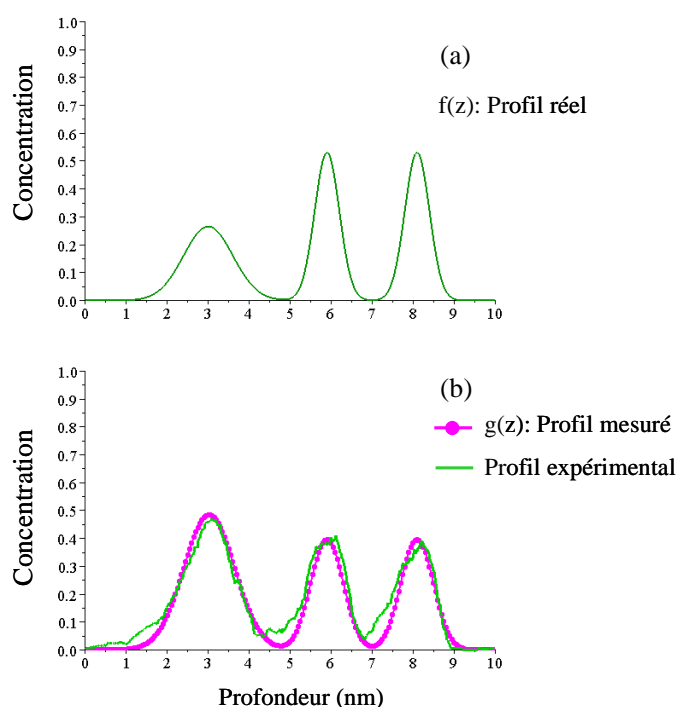 (a)
f(z): Profil réel
Concentration
1.0
0.9
0.8
0.7
0.6
0.5
0.4
0.3
0.2
0.1
0.0
0 1 2 3 4 5 6 7 8 9 10
(b)
g(z): Profil mesuré
Profil expérimental
Concentration
1.0
0.9
0.8
0.7
0.6
0.5
0.4
0.3
0.2
0.1
0.0
0 1 2 3 4 5 6 7 8 9 10
Profondeur (nm)